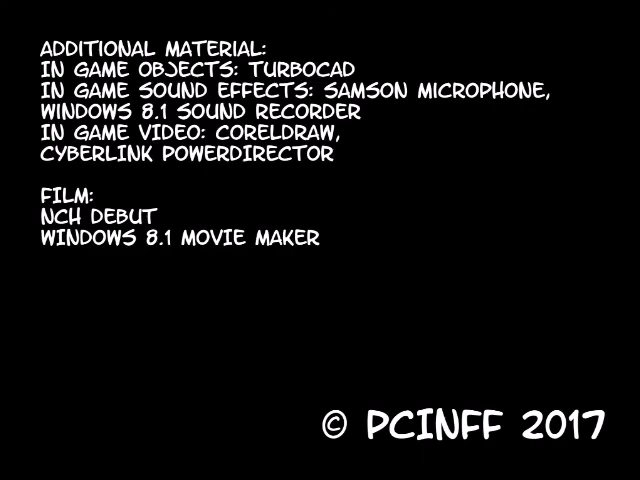 ADDITIONAL MATERIAL:
IN GAME OBJECTS: TURBOCAD
IN GAME SOUND EFFECTS: SAMSON MICROPHONE,
WINDOWS 8.1 SOUND RECORDER
IN GAME VIDEO: CORELDRAW,
CYBERLINK POWERDIRECTOR
FILM:
NCH DEBUT
WINDOWS 8.1 MOVIE MAKER
© PCINFF 2017